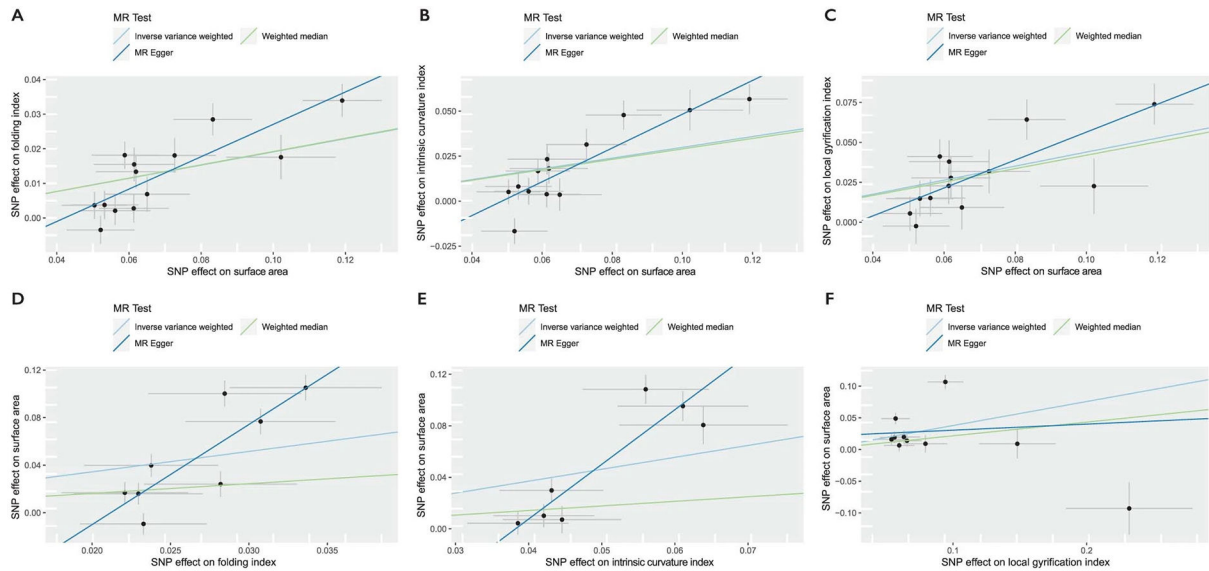 A
MR Test
Inverse variance weighted
Weighted median
MR Egger
SNP effect on folding index
0.04
0.03
0.02
0.01
0.00
0.04
0.06
0.08
0.10
0.12
SNP effect on surface area
B
MR Test
Inverse variance weighted
Weighted median
MR Egger
SNP effect on intrinsic curvature index
0.050
0.025
0.000
−0.025
0.04
0.06
0.08
0.10
0.12
SNP effect on surface area
C
MR Test
Inverse variance weighted
Weighted median
MR Egger
SNP effect on local gyrification index
0.075
0.050
0.025
0.000
0.04
0.06
0.08
0.10
0.12
SNP effect on surface area
D
MR Test
Inverse variance weighted
Weighted median
MR Egger
SNP effect on surface area
0.12
0.08
0.04
0.00
0.020
0.025
0.030
0.035
SNP effect on folding index
E
MR Test
Inverse variance weighted
Weighted median
MR Egger
SNP effect on surface area
0.12
0.08
0.04
0.00
0.03
0.04
0.05
0.06
0.07
SNP effect on intrinsic curvature index
F
MR Test
Inverse variance weighted
Weighted median
MR Egger
SNP effect on surface area
0.10
0.05
0.00
−0.05
−0.10
0.1
0.2
SNP effect on local gyrification index